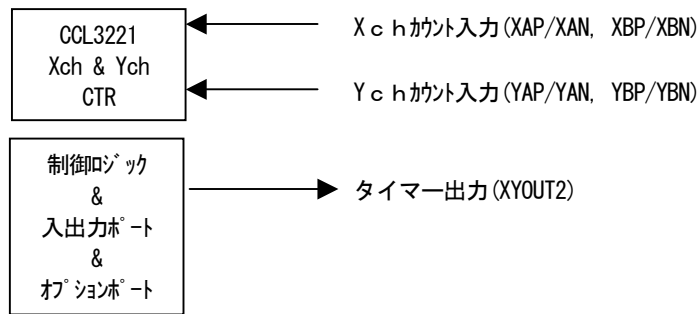 CCL3221
Xch & Ych
CTR
Xｃｈｶｳﾝﾄ入力(XAP/XAN, XBP/XBN)
Yｃｈｶｳﾝﾄ入力(YAP/YAN, YBP/YBN)
制御ﾛｼﾞｯｸ
&
入出力ﾎﾟｰﾄ
&
ｵﾌﾟｼｮﾝﾎﾟｰﾄ
タイマー出力(XYOUT2)